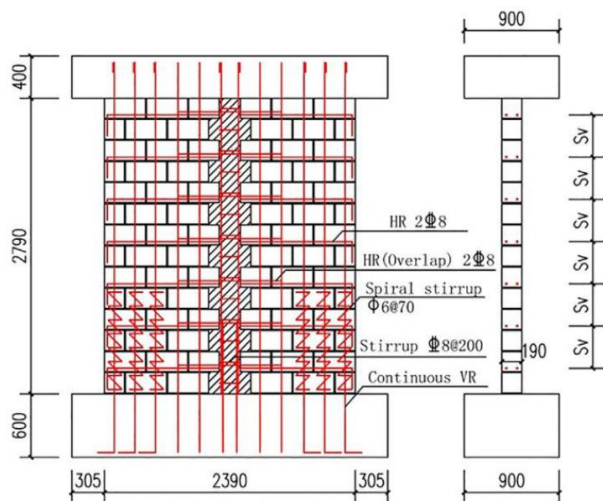 900
400
2790
600
HR 2Φ8
HR(Overlap) 2Φ8
Spiral stirrup
Φ6@70
Stirrup Φ8@200
Continuous VR
Sv
Sv
Sv
Sv
Sv
Sv
190
305
2390
305
900